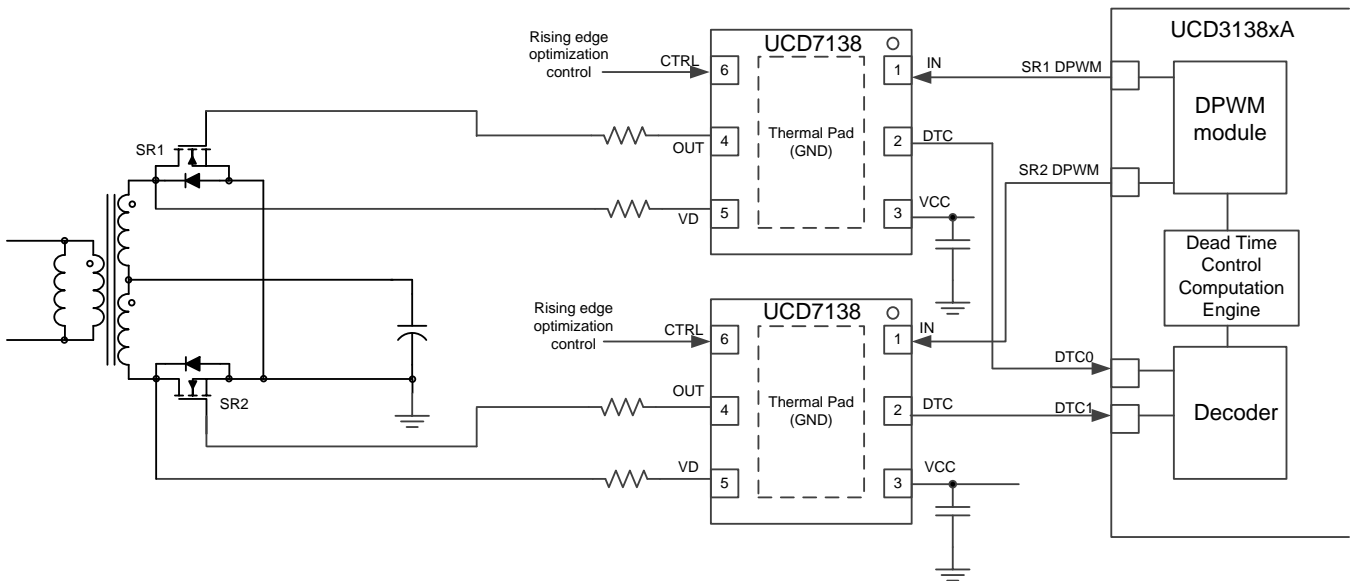 UCD7138
Rising edge
optimization
control
CTRL
6
1
IN
SR1 DPWM
UCD3138xA
DPWM
module
SR1
OUT
4
Thermal Pad
(GND)
2
DTC
SR2 DPWM
VD
5
3
VCC
Dead Time
Control
Computation
Engine
UCD7138
Rising edge
optimization
control
CTRL
6
1
IN
DTC0
SR2
OUT
4
Thermal Pad
(GND)
2
DTC
DTC1
Decoder
VD
5
3
VCC